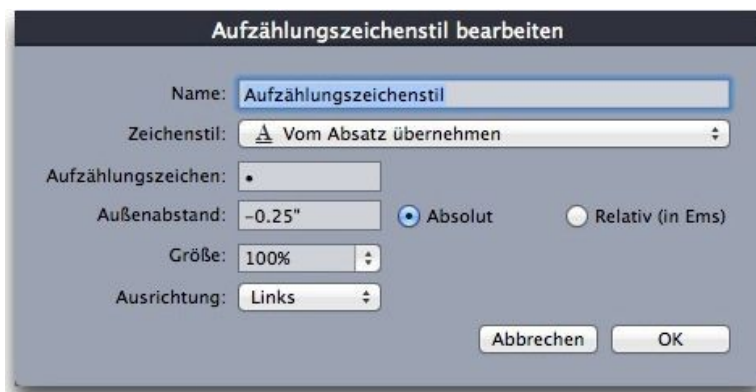 Aufzählungszeichenstil bearbeiten
Name: Aufzählungszeichenstil
Zeichenstil: A Vom Absatz übernehmen
Aufzählungszeichen: •
Außenabstand: -0.25" Absolut Relativ (in Ems)
Größe: 100%
Ausrichtung: Links
Abbrechen OK